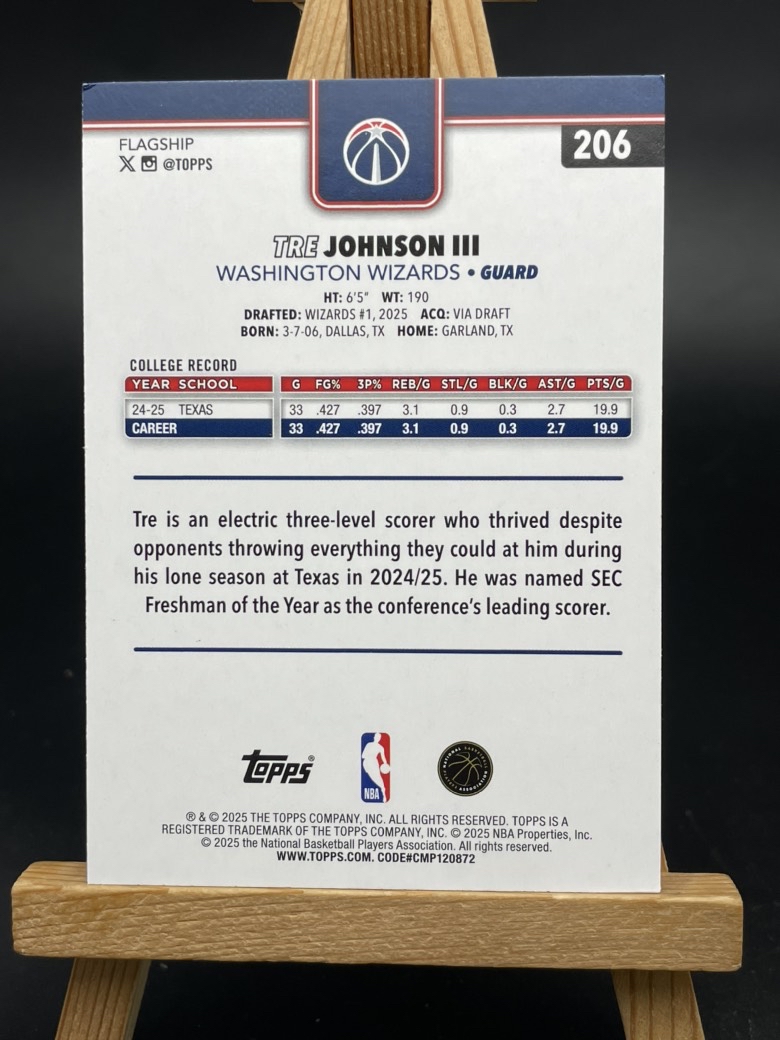 FLAGSHIP
X @TOPPS
206
TRE JOHNSON III
WASHINGTON WIZARDS • GUARD
HT: 6'5" WT: 190
DRAFTED: WIZARDS #1, 2025 ACQ: VIA DRAFT
BORN: 3-7-06, DALLAS, TX HOME: GARLAND, TX
COLLEGE RECORD
YEAR SCHOOL G FG% 3P% REB/G STL/G BLK/G AST/G PTS/G
24-25 TEXAS 33 .427 .397 3.1 0.9 0.3 2.7 19.9
CAREER 33 .427 .397 3.1 0.9 0.3 2.7 19.9
Tre is an electric three-level scorer who thrived despite
opponents throwing everything they could at him during
his lone season at Texas in 2024/25. He was named SEC
Freshman of the Year as the conference's leading scorer.
topps®
NBA
® & © 2025 THE TOPPS COMPANY, INC. ALL RIGHTS RESERVED. TOPPS IS A
REGISTERED TRADEMARK OF THE TOPPS COMPANY, INC. © 2025 NBA Properties, Inc.
© 2025 the National Basketball Players Association. All rights reserved.
WWW.TOPPS.COM. CODE#CMP120872